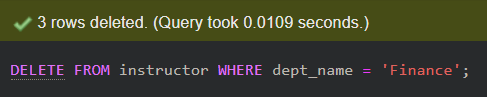 3 rows deleted. (Query took 0.0109 seconds.)
DELETE FROM instructor WHERE dept_name = 'Finance';